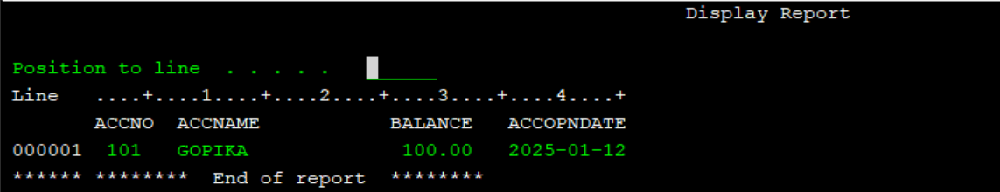 Display Report
Position to line . . . . .
Line ....+....1....+....2....+....3....+....4....+
ACCNO ACCNAME BALANCE ACCOPNDATE
000001 101 GOPIKA 100.00 2025-01-12
****** ******** End of report ********